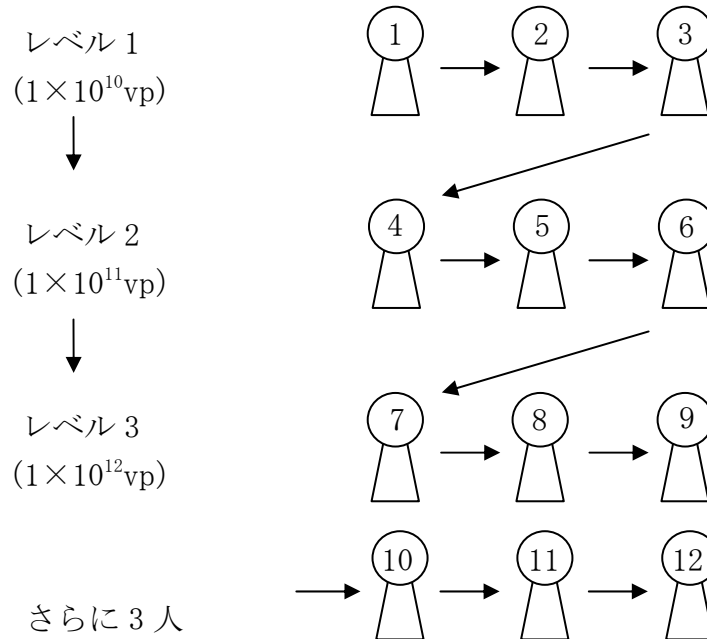 レベル 1
(1×10¹⁰vp)
1 2 3
レベル 2
(1×10¹¹vp)
4 5 6
レベル 3
(1×10¹²vp)
7 8 9
10 11 12
さらに 3 人